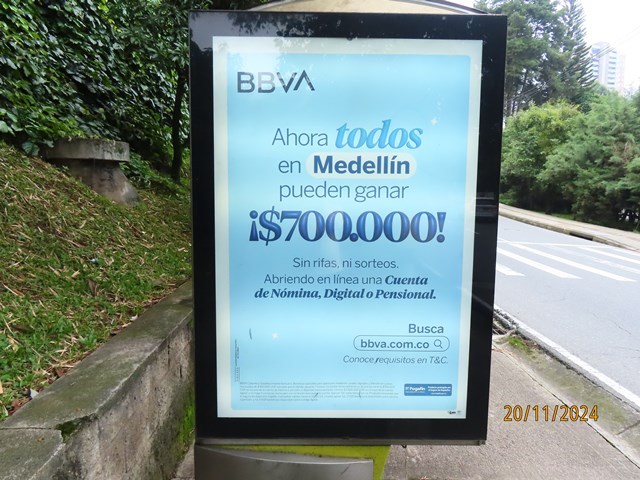 BBVA
Ahora todos
en Medellín
pueden ganar
¡$700.000!
Sin rifas, ni sorteos.
Abriendo en línea una Cuenta
de Nómina, Digital o Pensional.
Busca
bbva.com.co
Conoce requisitos en T&C.
Fogafín
20/11/2024